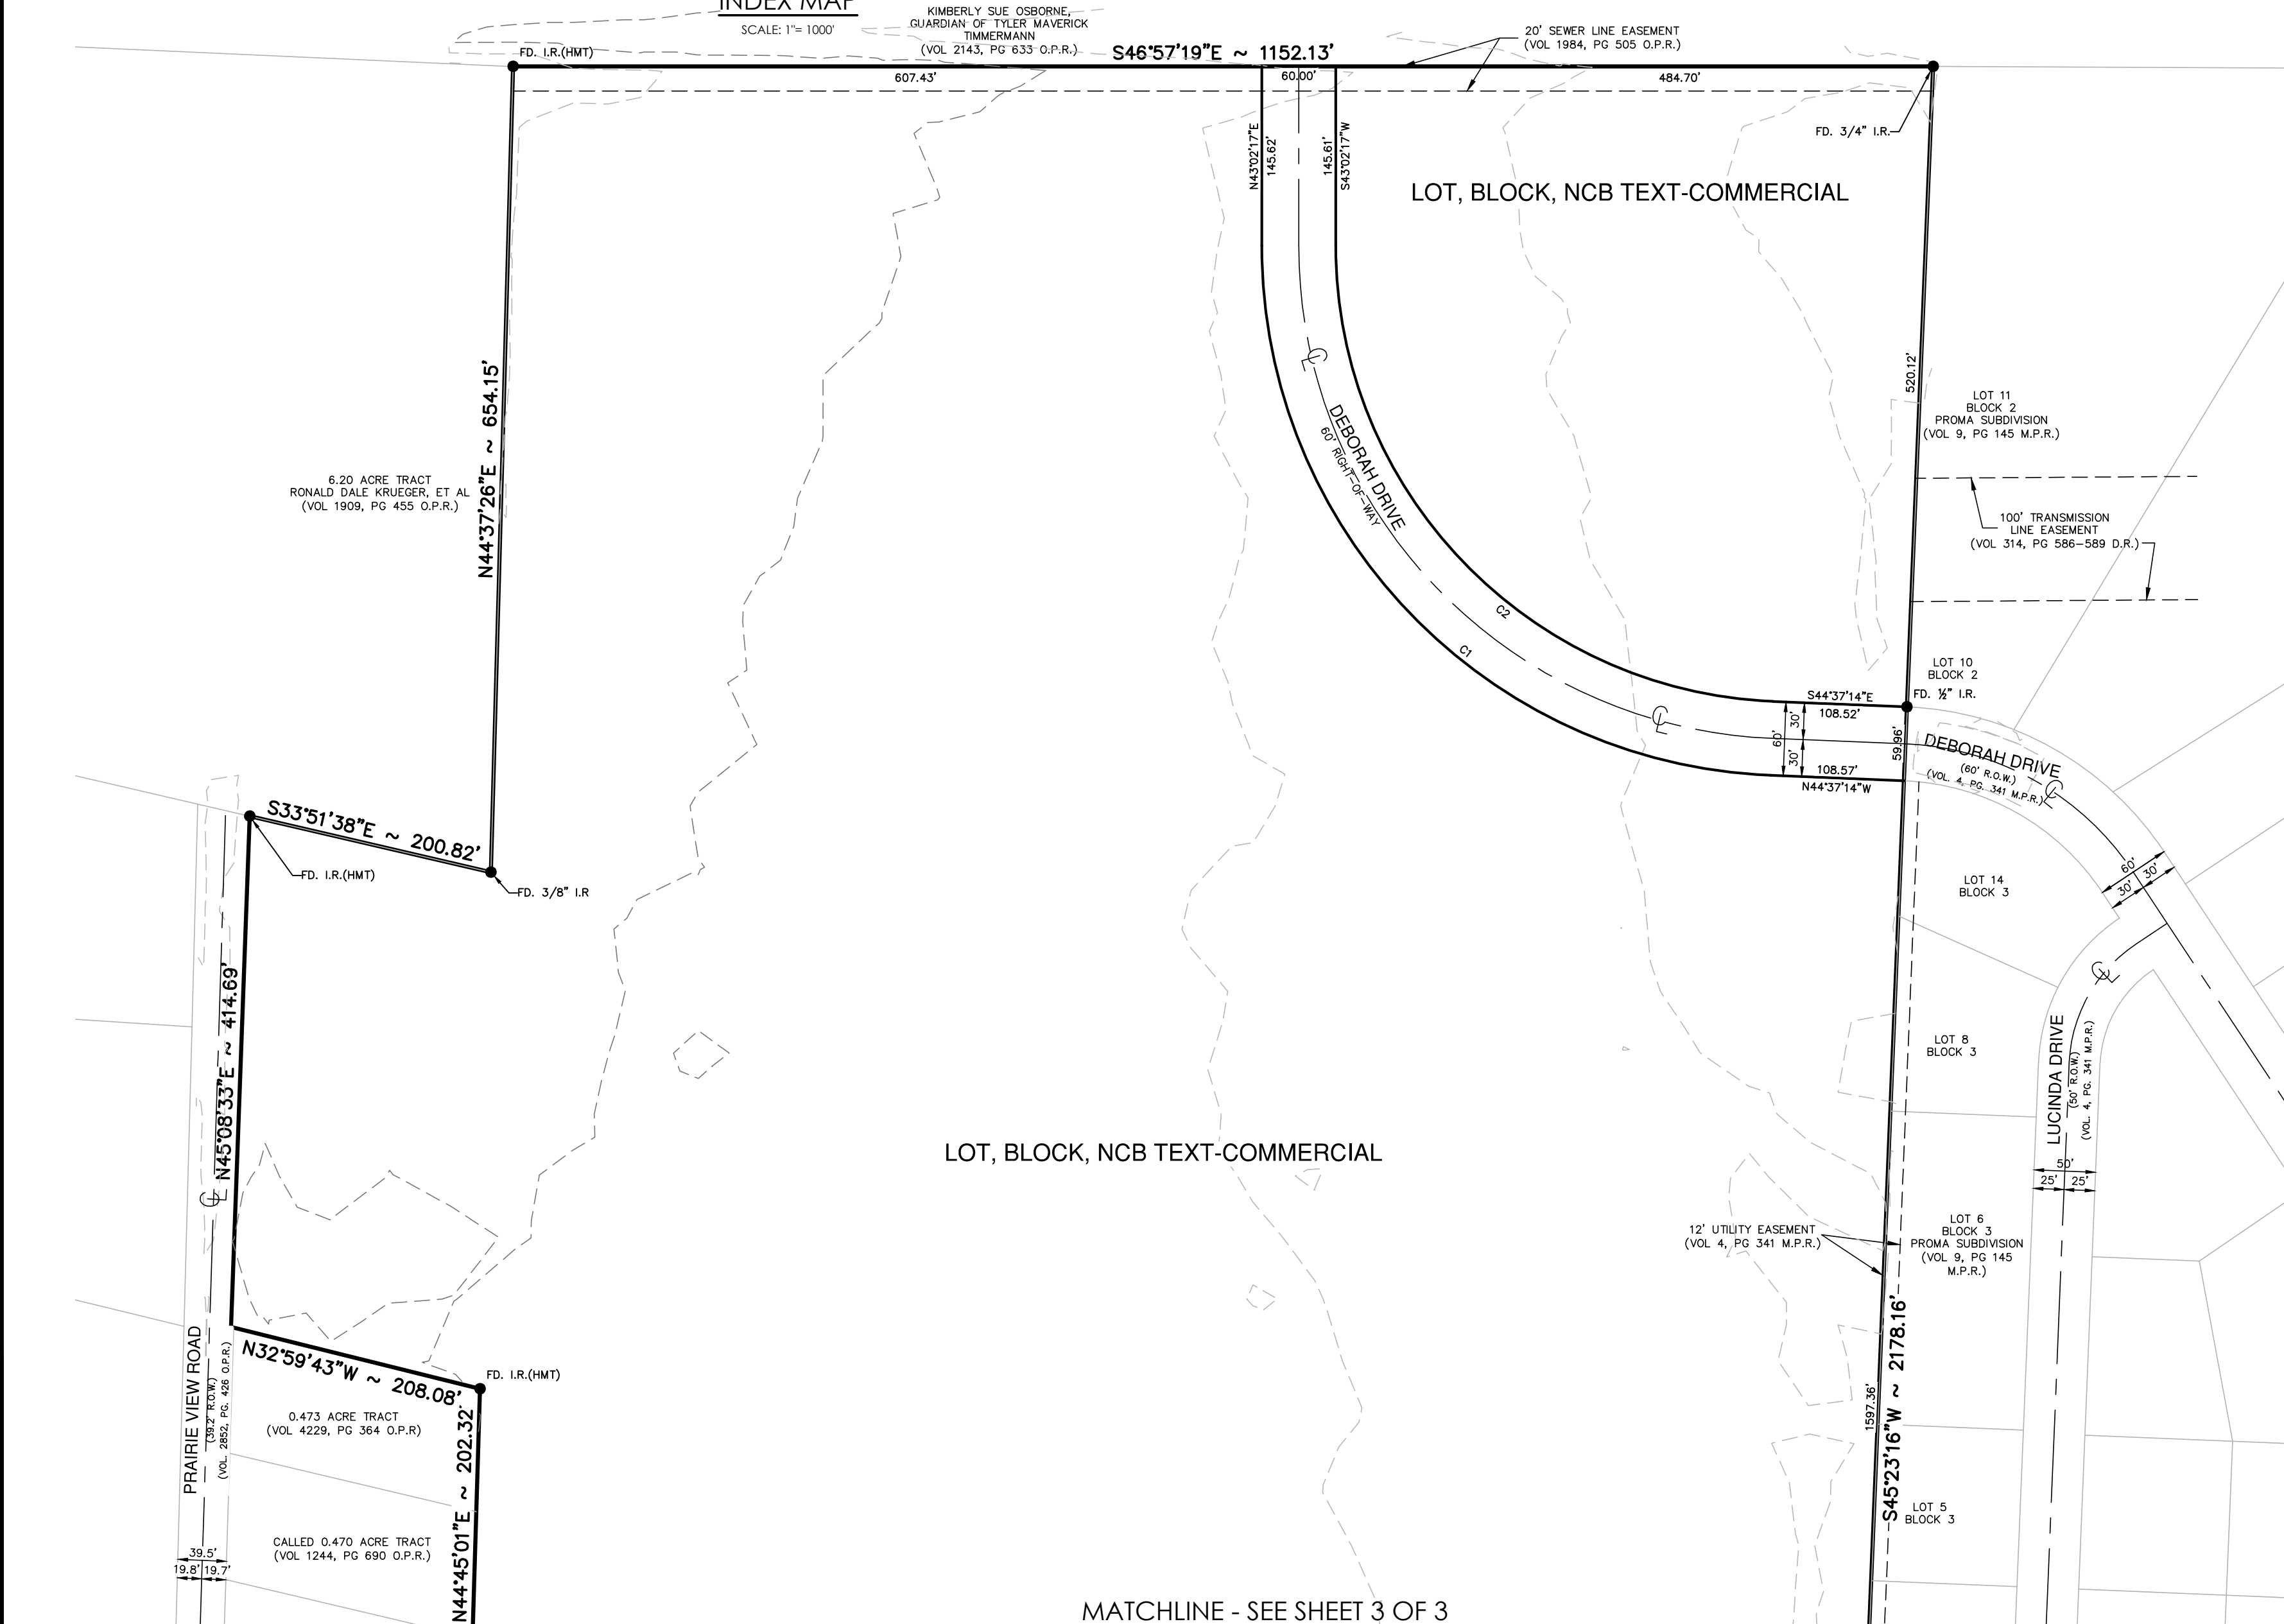 INDEX MAP
SCALE: 1"= 1000'
KIMBERLY SUE OSBORNE,
GUARDIAN OF TYLER MAVERICK
TIMMERMANN
(VOL 2143, PG 633 O.P.R.)
20' SEWER LINE EASEMENT
(VOL 1984, PG 505 O.P.R.)
FD. I.R.(HMT)
S46°57'19"E ~ 1152.13'
607.43'
60.00'
484.70'
FD. 3/4" I.R.
N43°02'17"E
145.62'
145.61'
S43°02'17"W
LOT, BLOCK, NCB TEXT-COMMERCIAL
N44°37'26"E ~ 654.15'
520.12'
LOT 11
BLOCK 2
PROMA SUBDIVISION
(VOL 9, PG 145 M.P.R.)
DEBORAH DRIVE
60' RIGHT-OF-WAY
6.20 ACRE TRACT
RONALD DALE KRUEGER, ET AL
(VOL 1909, PG 455 O.P.R.)
100' TRANSMISSION
LINE EASEMENT
(VOL 314, PG 586-589 D.R.)
C2
C1
LOT 10
BLOCK 2
FD. ½" I.R.
S44°37'14"E
108.52'
60'
30'
30'
59.96'
108.57'
N44°37'14"W
DEBORAH DRIVE
(60' R.O.W.)
(VOL. 4, PG. 341 M.P.R.)
S33°51'38"E ~ 200.82'
FD. I.R.(HMT)
FD. 3/8" I.R
60'
30'
30'
LOT 14
BLOCK 3
N45°08'33"E ~ 414.69'
LOT 8
BLOCK 3
LUCINDA DRIVE
(50' R.O.W.)
(VOL. 4, PG. 341 M.P.R.)
50'
25'
25'
LOT, BLOCK, NCB TEXT-COMMERCIAL
12' UTILITY EASEMENT
(VOL 4, PG 341 M.P.R.)
LOT 6
BLOCK 3
PROMA SUBDIVISION
(VOL 9, PG 145
M.P.R.)
N32°59'43"W ~ 208.08'
FD. I.R.(HMT)
PRAIRIE VIEW ROAD
(39.2' R.O.W.)
(VOL. 2852, PG. 426 O.P.R.)
0.473 ACRE TRACT
(VOL 4229, PG 364 O.P.R)
N44°45'01"E ~ 202.32'
1597.36'
S45°23'16"W ~ 2178.16'
LOT 5
BLOCK 3
CALLED 0.470 ACRE TRACT
(VOL 1244, PG 690 O.P.R.)
39.5'
19.8'
19.7'
MATCHLINE - SEE SHEET 3 OF 3